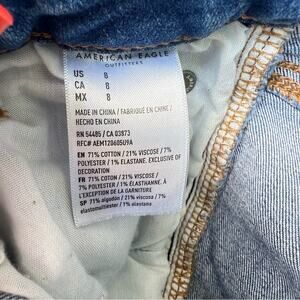 AMERICAN EAGLE
OUTFITTERS
US 8
CA 8
MX 8
MADE IN CHINA / FABRIQUÉ EN CHINE /
HECHO EN CHINA
RN 54485 / CA 03873
RFC# AEM120605U9A
EN 71% COTTON / 21% VISCOSE / 7%
POLYESTER / 1% ELASTANE. EXCLUSIVE OF
DECORATION
FR 71% COTON / 21% VISCOSE /
7% POLYESTER / 1% ÉLASTHANNE. À
L'EXCEPTION DE LA GARNITURE
SP 71% algodón / 21% viscose / 7%
elastomultiester / 1% elastano